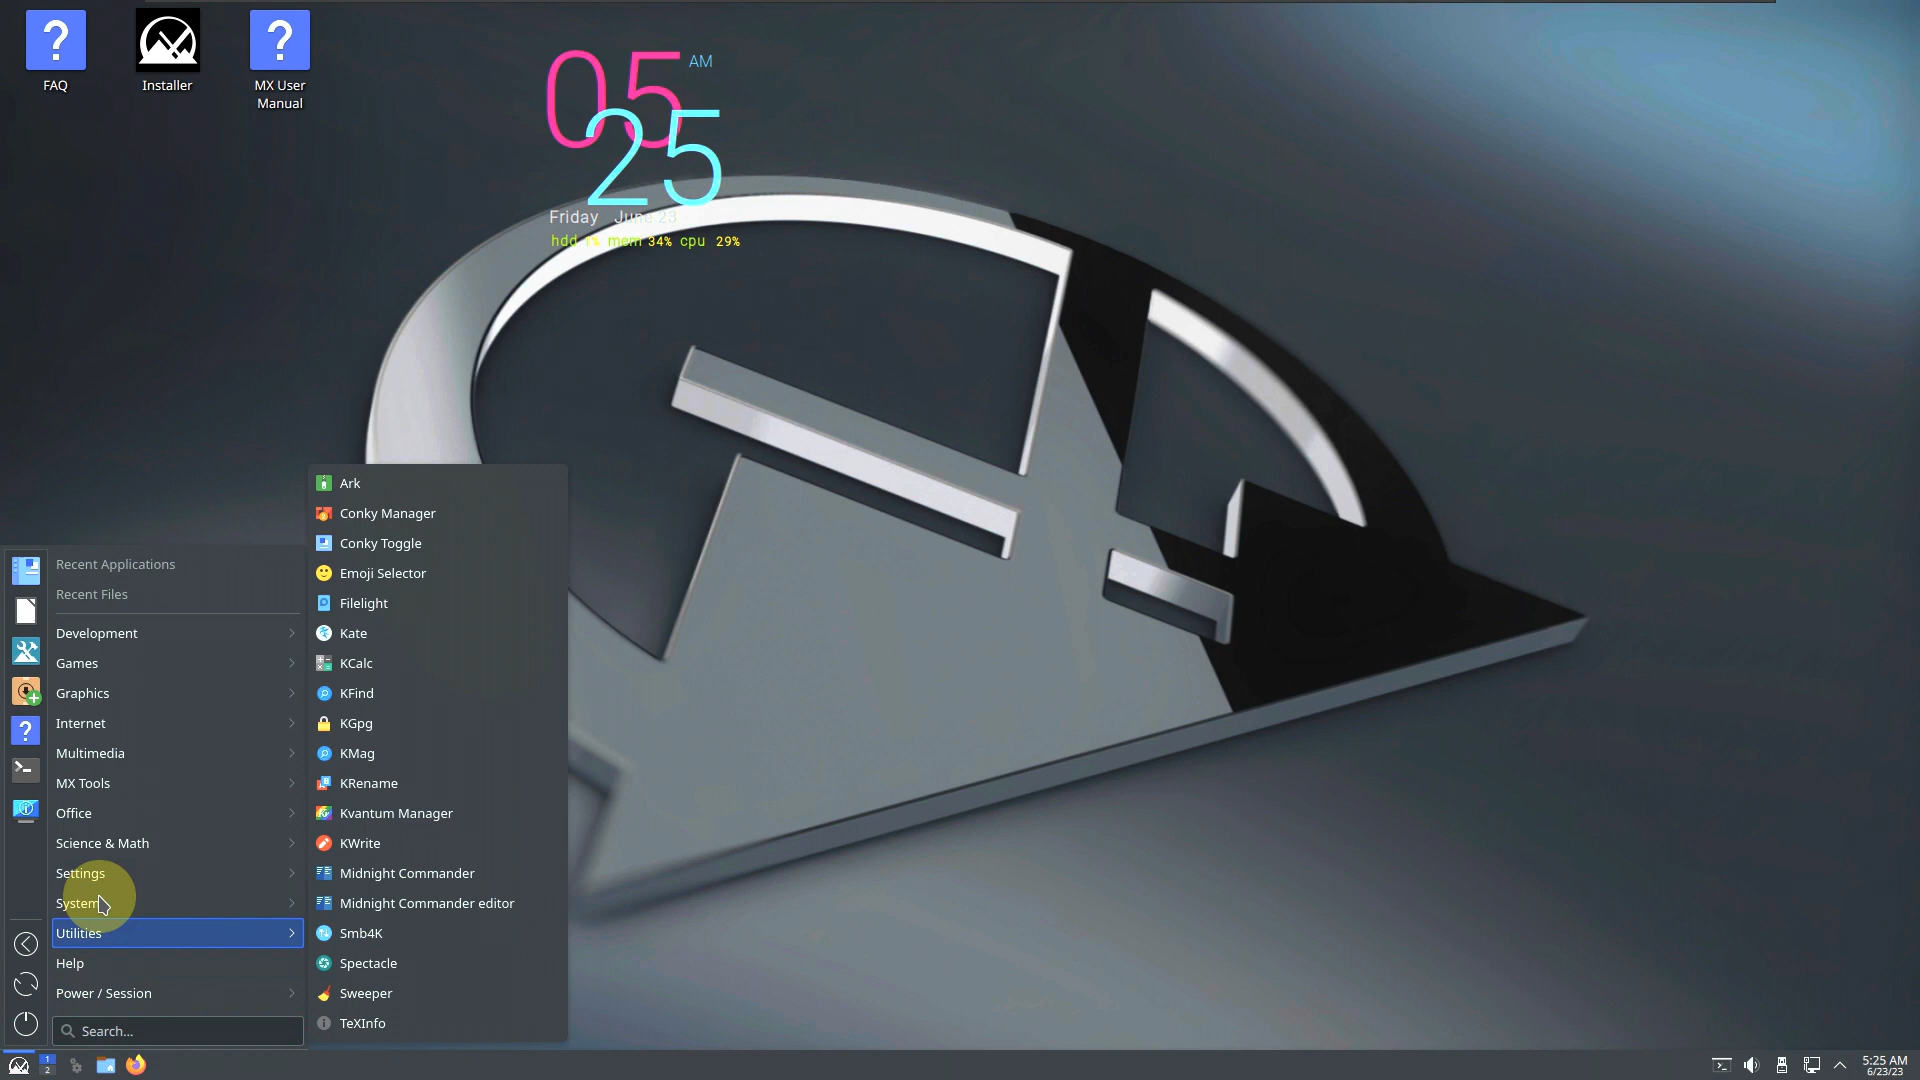 FAQ
Installer
MX User
Manual
05
AM
25
Friday June 23
hdd 1% mem 34% cpu 29%
Recent Applications
Recent Files
Development
Games
Graphics
Internet
Multimedia
MX Tools
Office
Science & Math
Settings
System
Utilities
Help
Power / Session
Search...
Ark
Conky Manager
Conky Toggle
Emoji Selector
Filelight
Kate
KCalc
KFind
KGpg
KMag
KRename
Kvantum Manager
KWrite
Midnight Commander
Midnight Commander editor
Smb4K
Spectacle
Sweeper
TeXInfo
1
2
5:25 AM
6/23/23